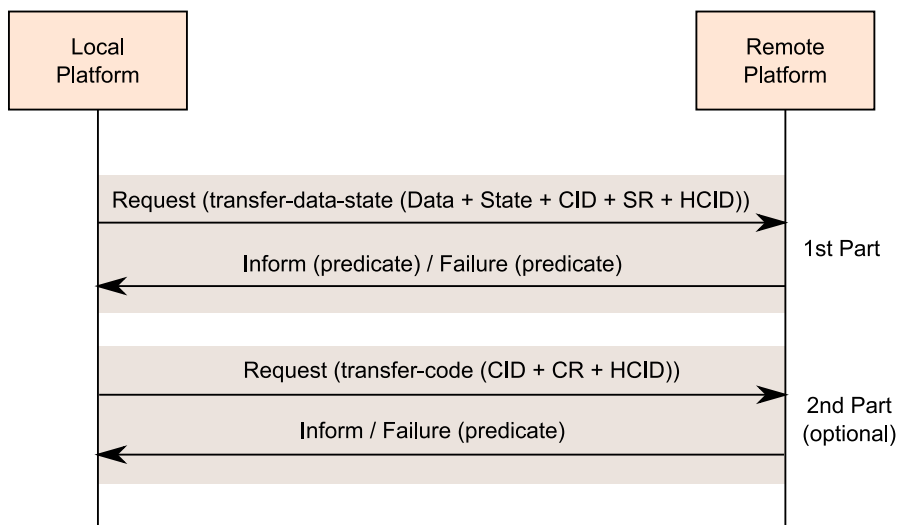 Local
Platform
Remote
Platform
Request (transfer-data-state (Data + State + CID + SR + HCID))
1st Part
Inform (predicate) / Failure (predicate)
Request (transfer-code (CID + CR + HCID))
2nd Part
(optional)
Inform / Failure (predicate)